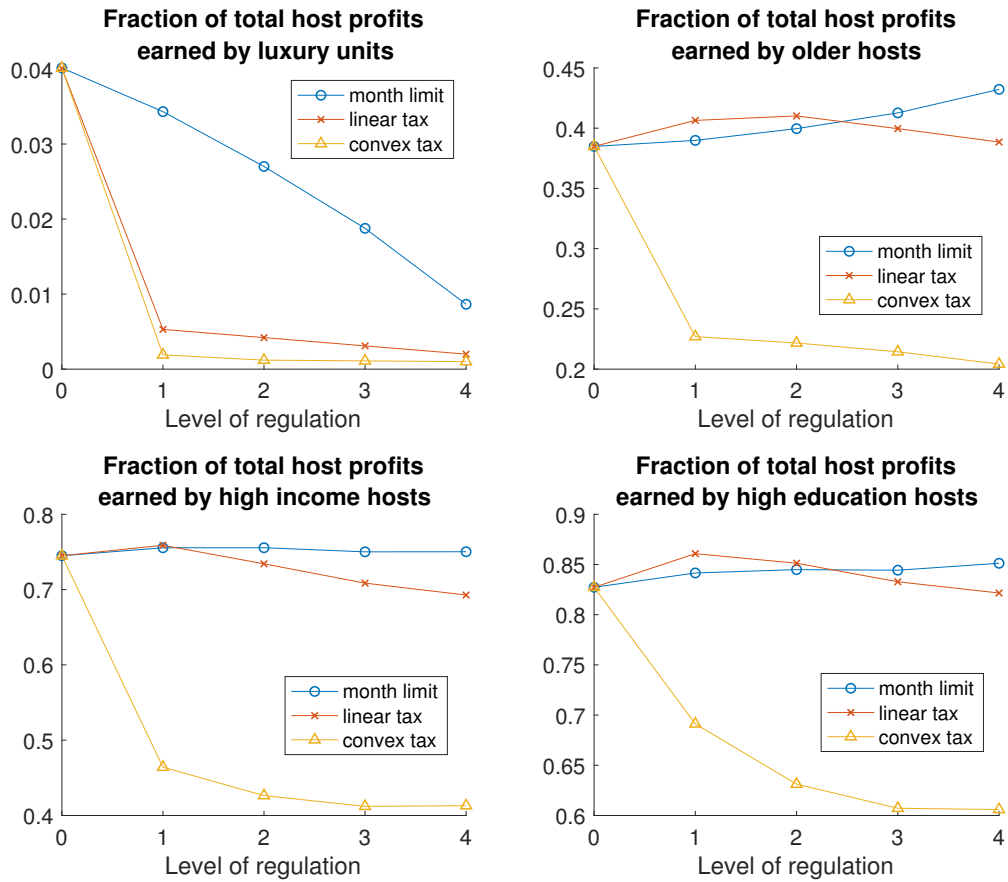 Fraction of total host profits
earned by luxury units
0.04
0.03
0.02
0.01
0
0 1 2 3 4
Level of regulation
month limit
linear tax
convex tax
Fraction of total host profits
earned by older hosts
0.45
0.4
0.35
0.3
0.25
0.2
0 1 2 3 4
Level of regulation
month limit
linear tax
convex tax
Fraction of total host profits
earned by high income hosts
0.8
0.7
0.6
0.5
0.4
0 1 2 3 4
Level of regulation
month limit
linear tax
convex tax
Fraction of total host profits
earned by high education hosts
0.9
0.85
0.8
0.75
0.7
0.65
0.6
0 1 2 3 4
Level of regulation
month limit
linear tax
convex tax